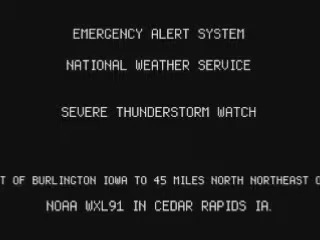 EMERGENCY ALERT SYSTEM
NATIONAL WEATHER SERVICE
SEVERE THUNDERSTORM WATCH
T OF BURLINGTON IOWA TO 45 MILES NORTH NORTHEAST O
NOAA WXL91 IN CEDAR RAPIDS IA.